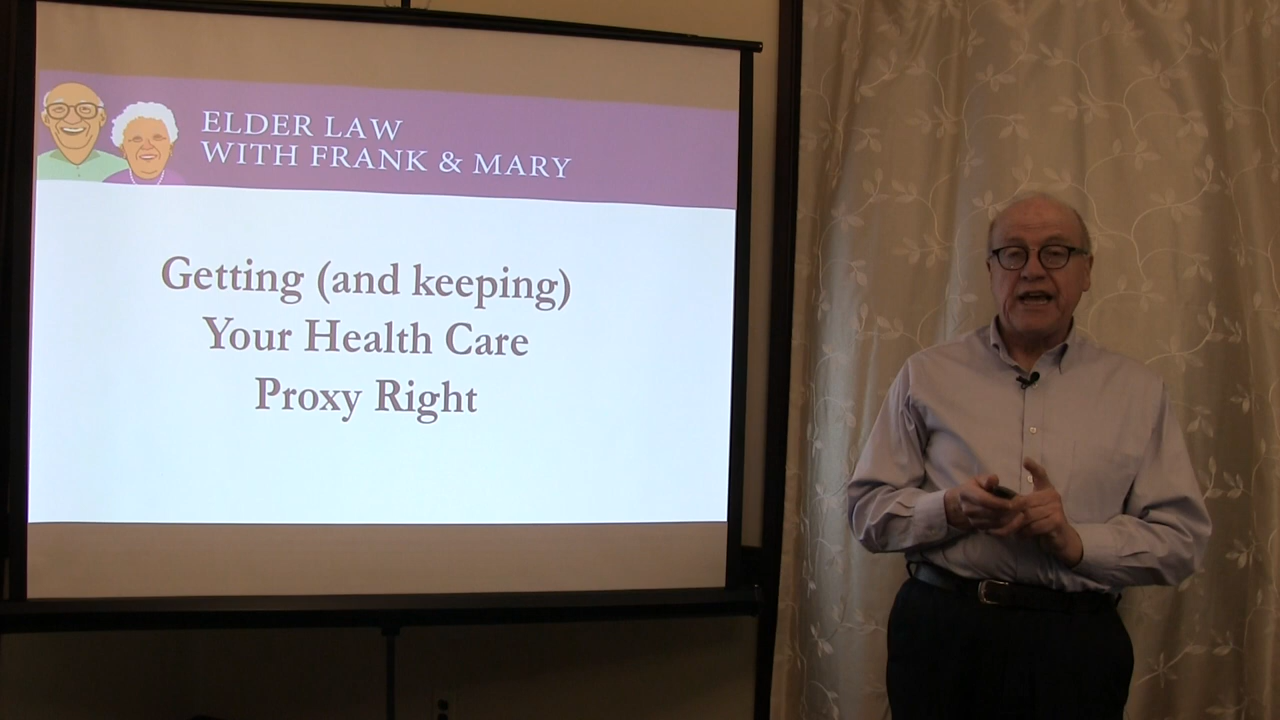 ELDER LAW
WITH FRANK & MARY
Getting (and keeping)
Your Health Care
Proxy Right